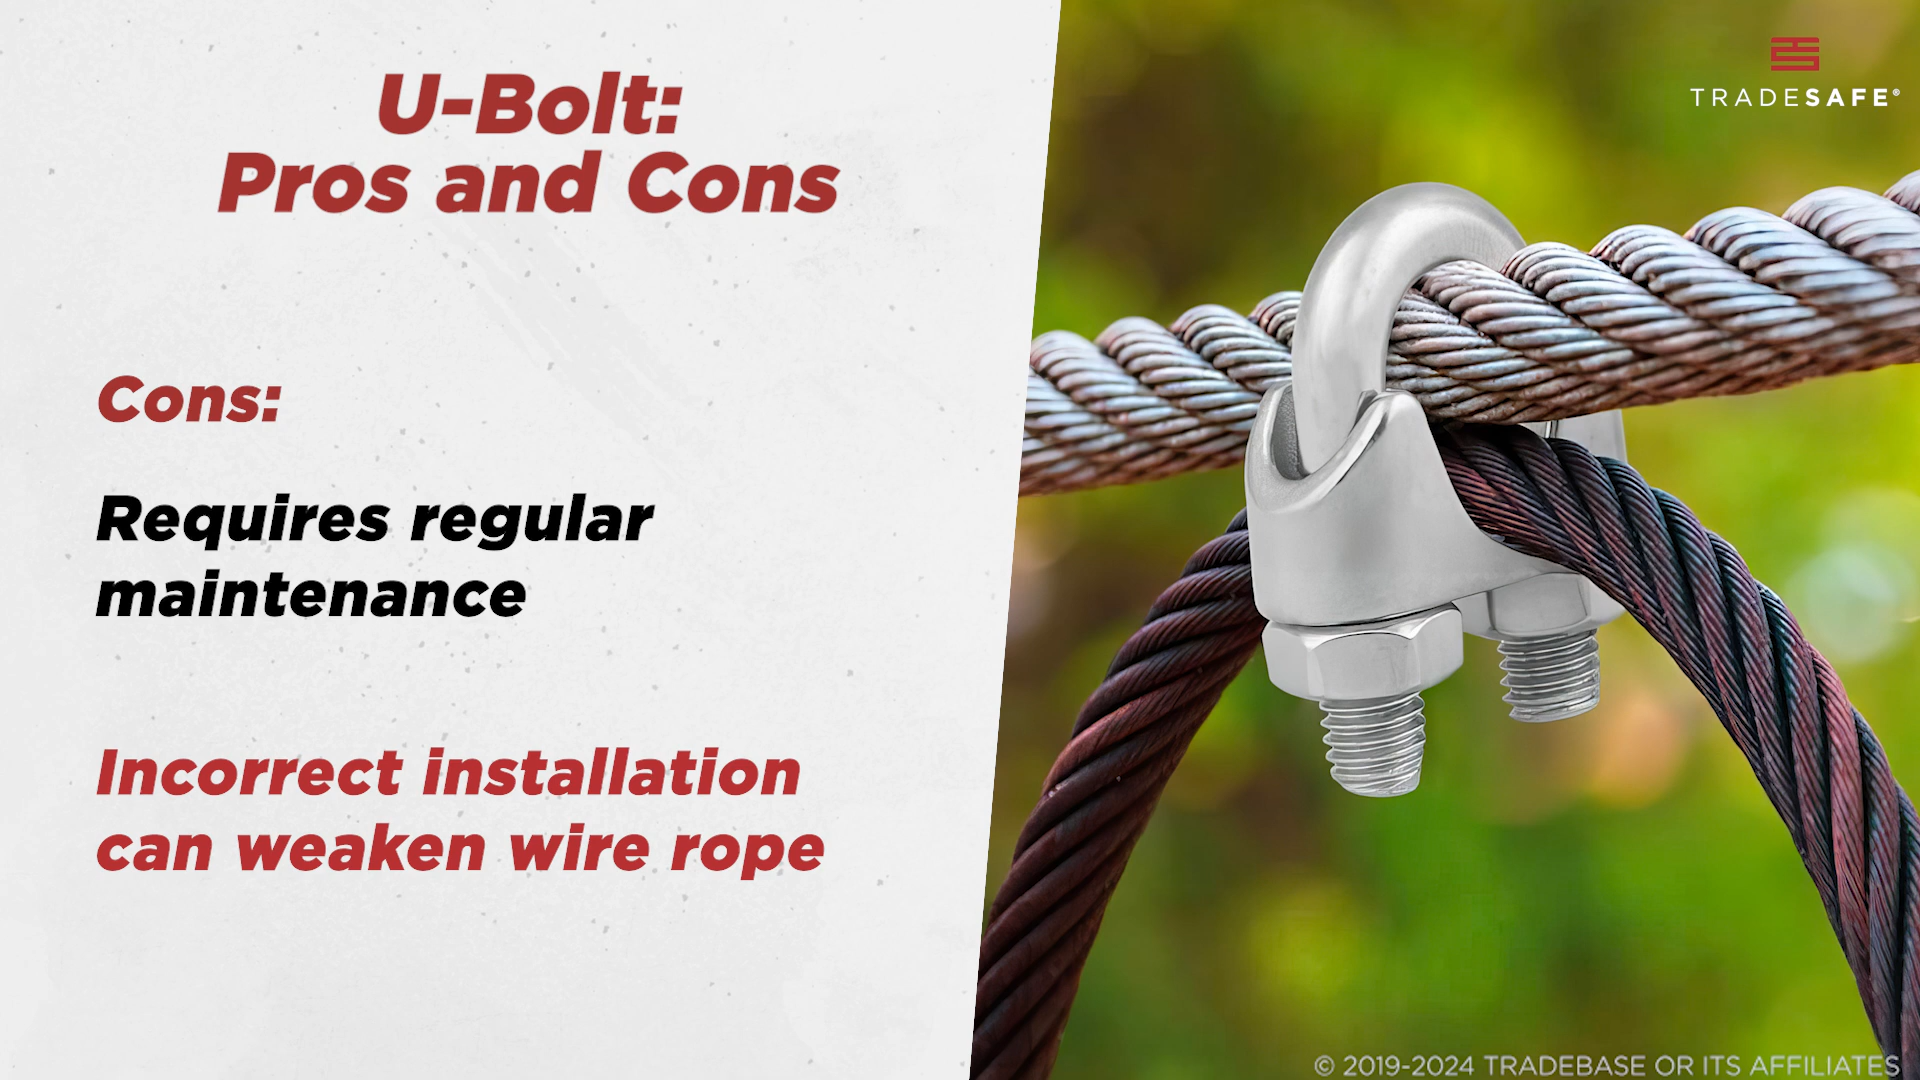 U-Bolt:
Pros and Cons
Cons:
Requires regular
maintenance
Incorrect installation
can weaken wire rope
TRADESAFE®
© 2019-2024 TRADEBASE OR ITS AFFILIATES